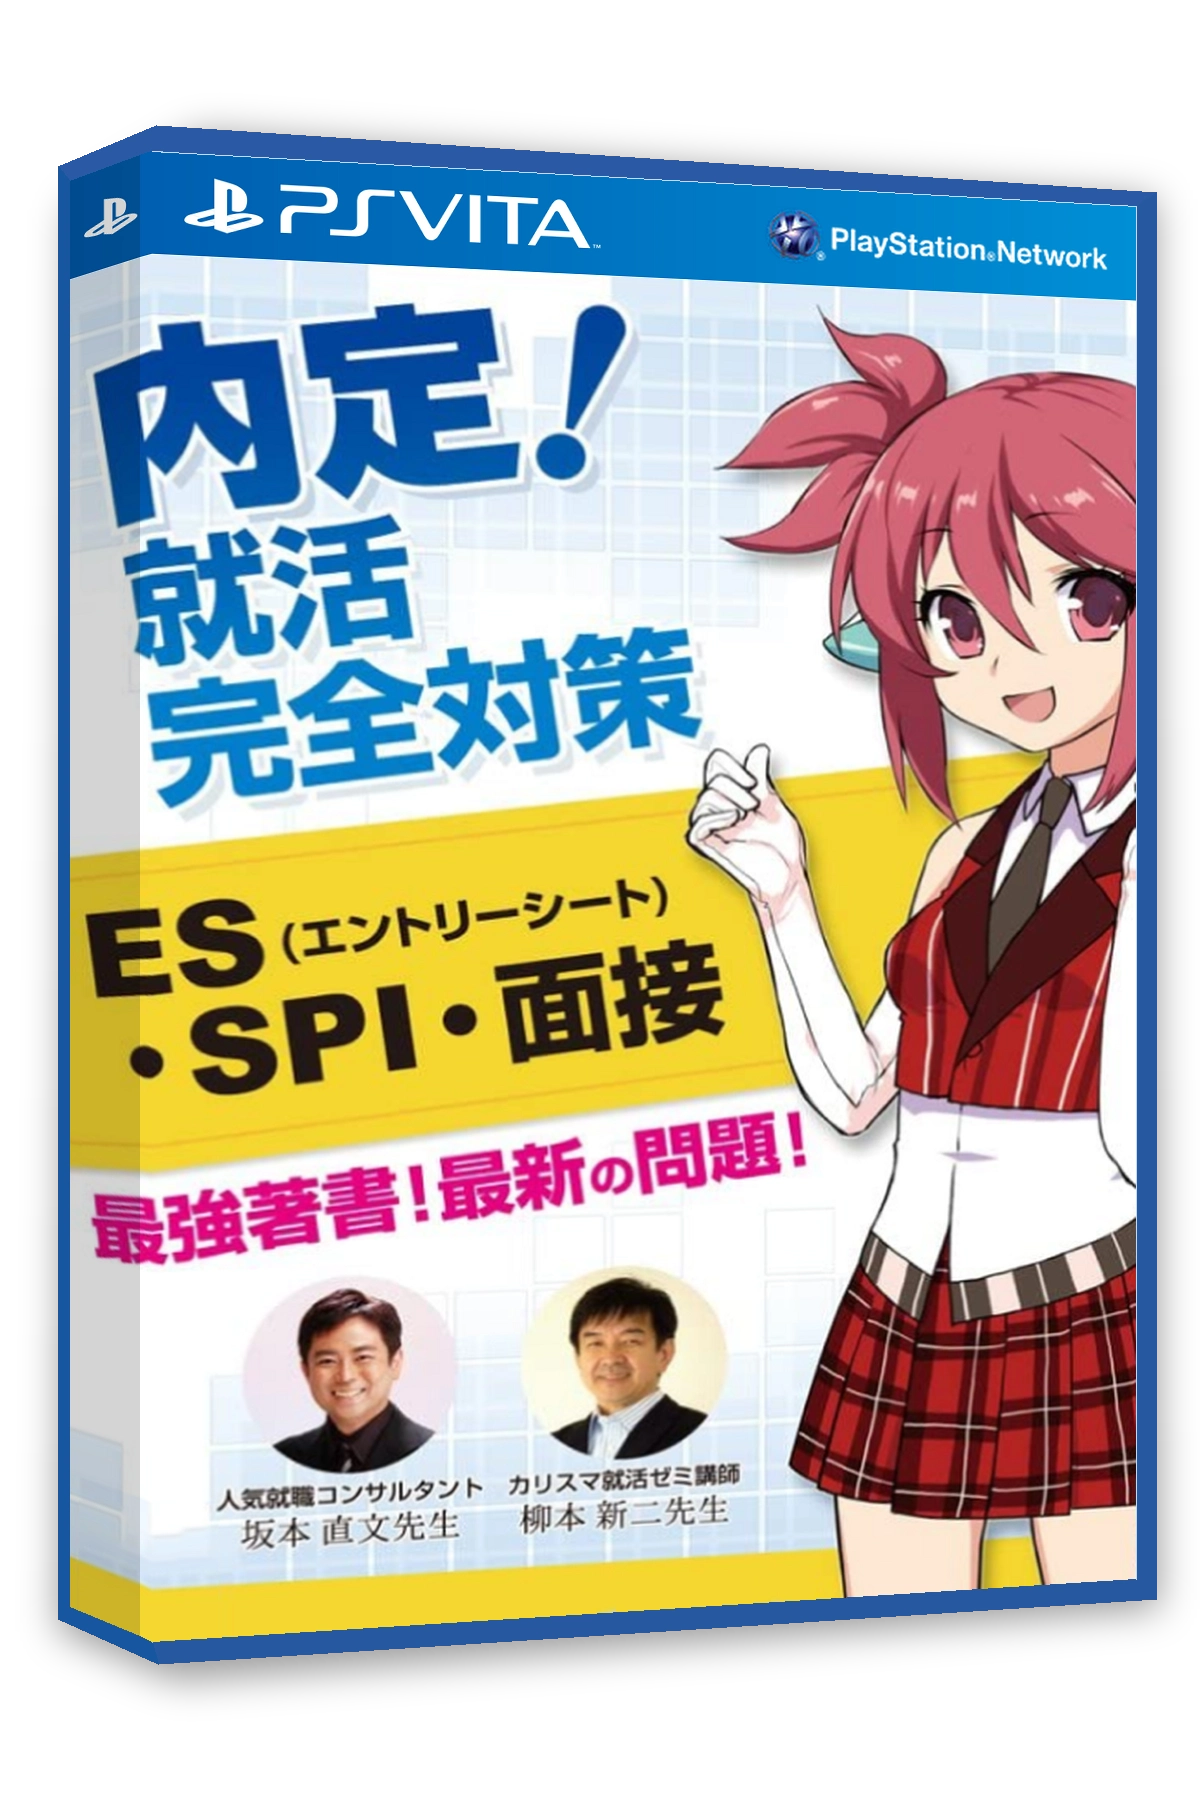 PSVITA™
PlayStation®Network
内定！
就活
完全対策
ES（エントリーシート）
・SPI・面接
最強著書！最新の問題！
人気就職コンサルタント
坂本 直文先生
カリスマ就活ゼミ講師
柳本 新二先生